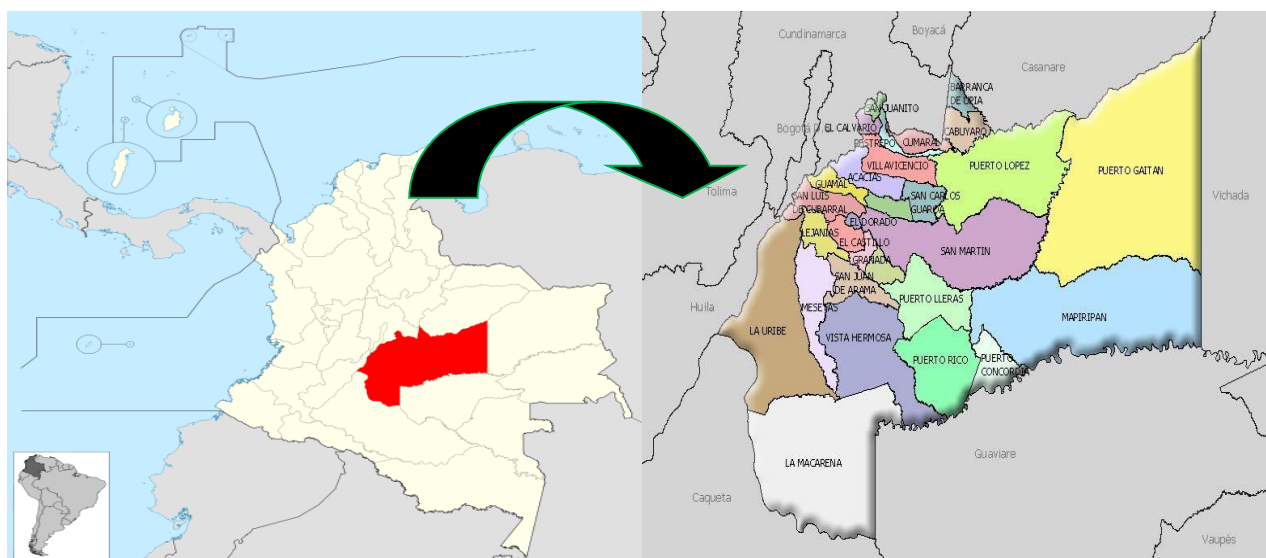 Boyacá
Cundinamarca
Casanare
BARRANCA
DE UPIA
SAN JUANITO
Bogotá D.
EL CALVARIO
CABUYARO
RESTREPO
CUMARAL
VILLAVICENCIO
PUERTO LOPEZ
PUERTO GAITAN
ACACIAS
GUAMAL
Tolima
SAN LUIS
DE CUBARRAL
SAN CARLOS
GUAROA
Vichada
EL DORADO
LEJANIAS
EL CASTILLO
SAN MARTIN
GRANADA
SAN JUAN
DE ARAMA
PUERTO LLERAS
Huila
MESETAS
MAPIRIPAN
LA URIBE
VISTA HERMOSA
PUERTO RICO
PUERTO
CONCORDIA
LA MACARENA
Guaviare
Caqueta
Vaupés